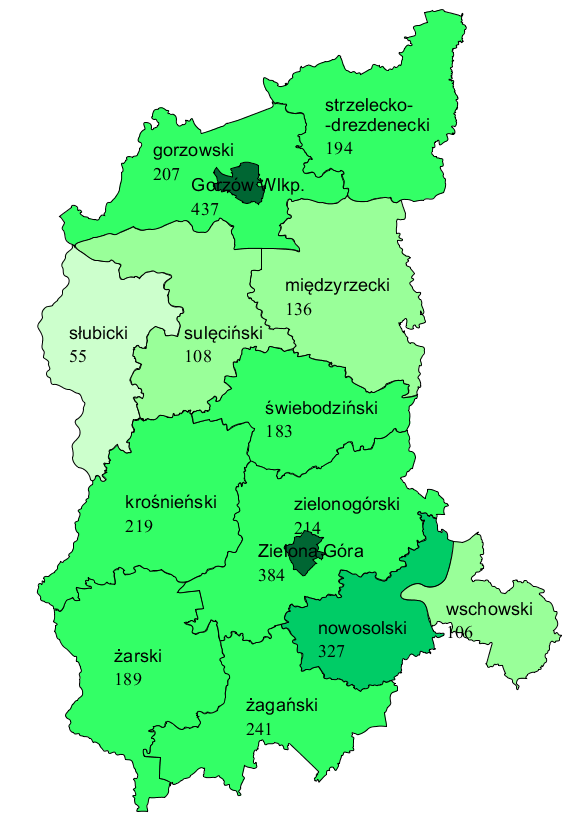 strzelecko-
-drezdenecki
194
gorzowski
207
Gorzów Wlkp.
437
międzyrzecki
136
słubicki
55
sulęciński
108
świebodziński
183
krośnieński
219
zielonogórski
214
Zielona Góra
384
wschowski
106
nowosolski
327
żarski
189
żagański
241